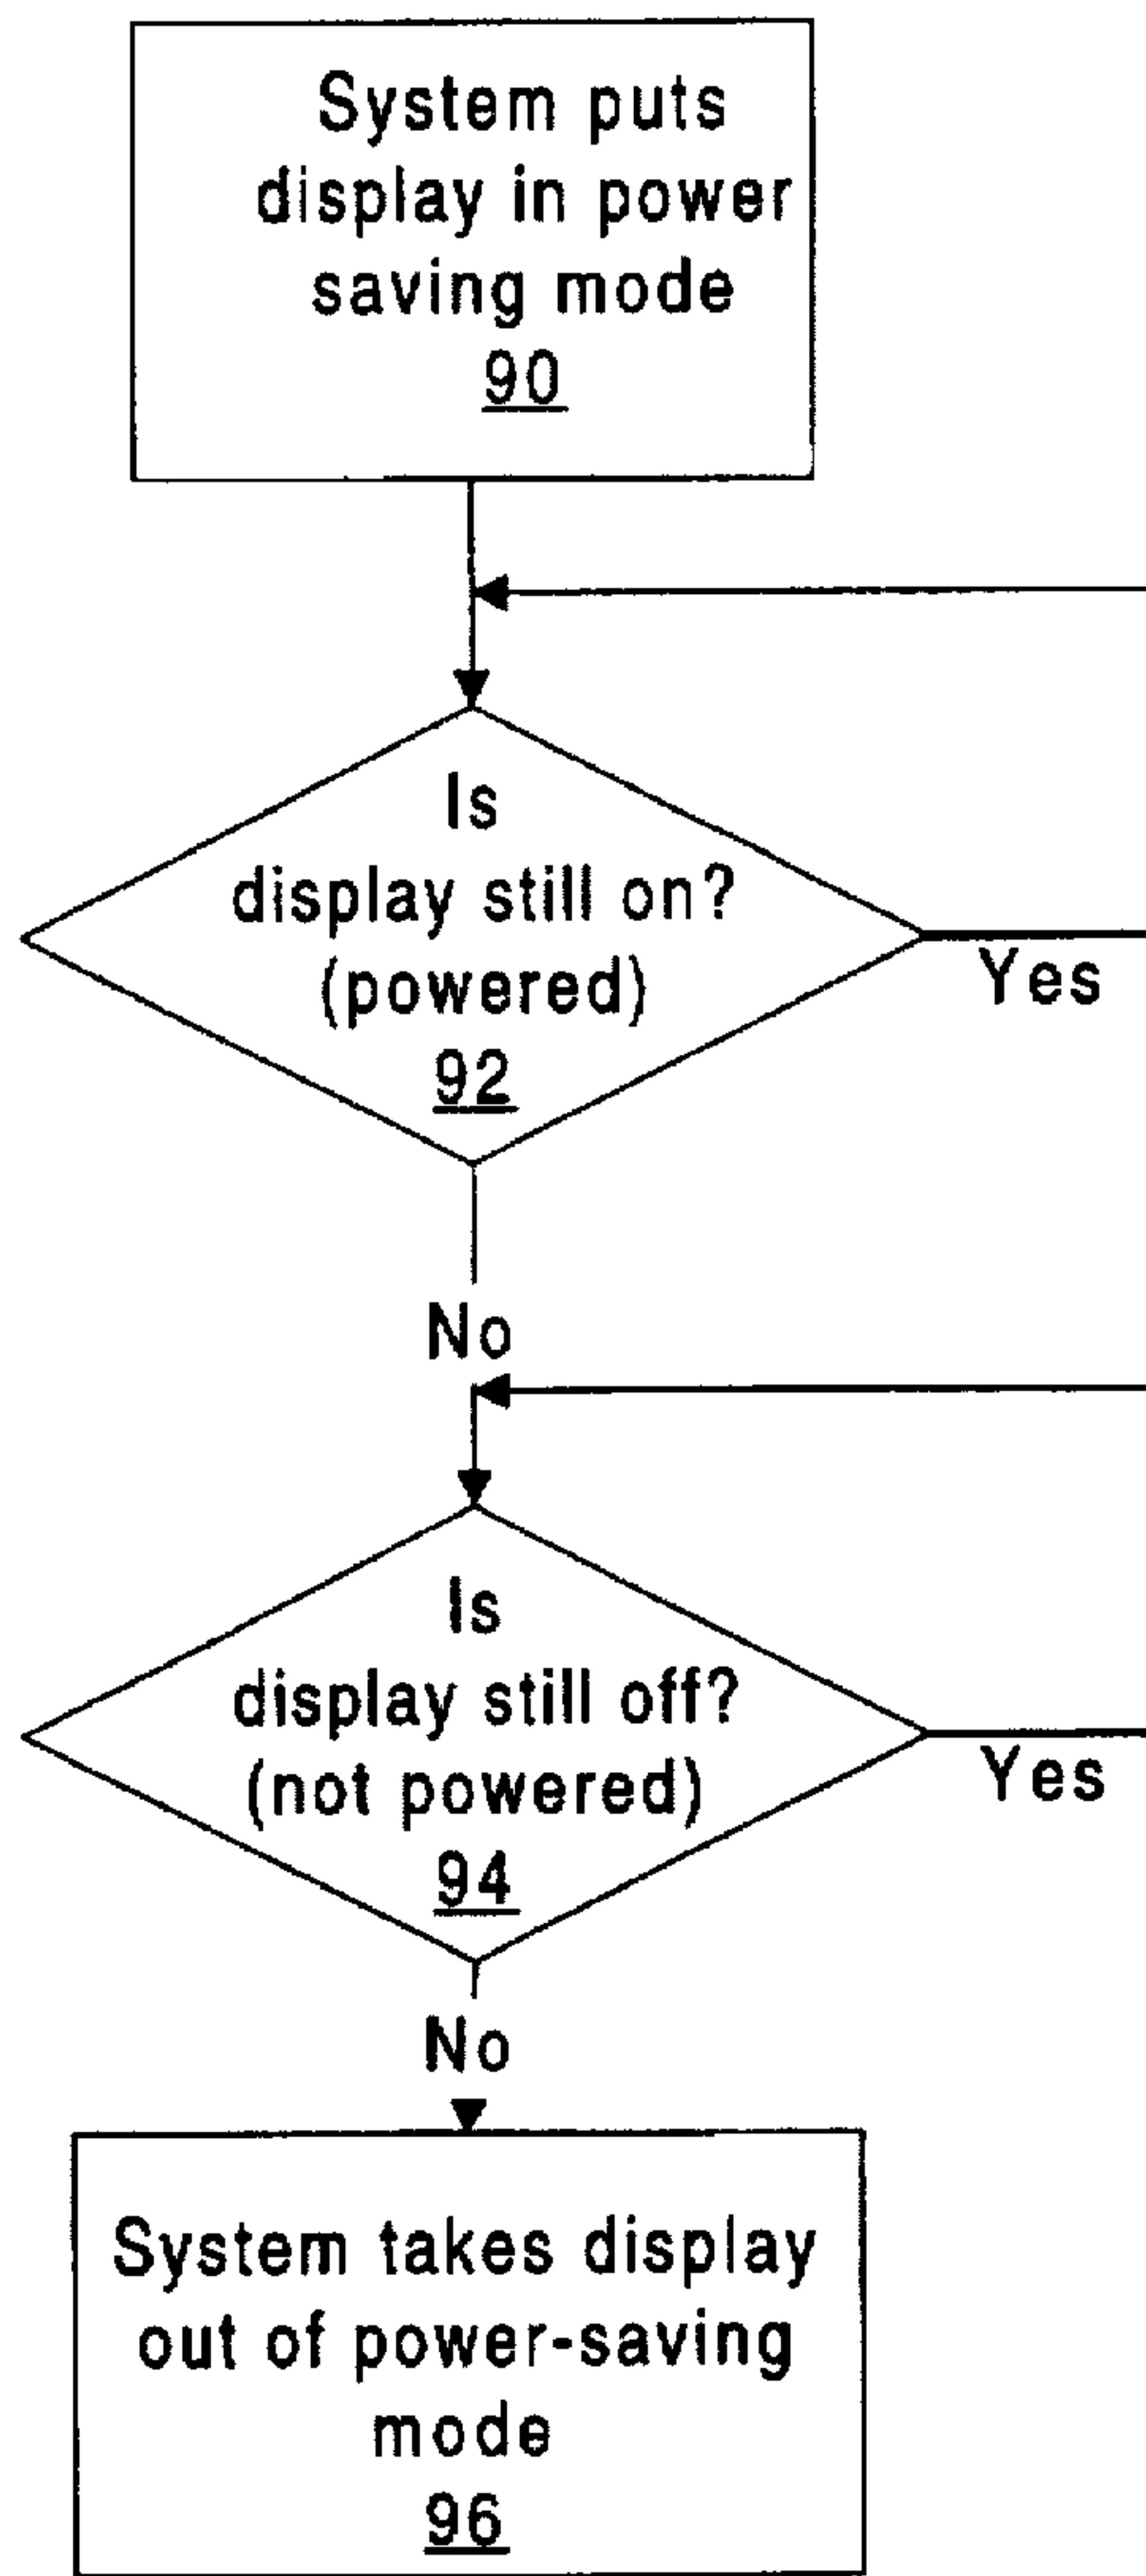 System puts
display in power
saving mode
90
Is
display still on?
(powered)
92
Yes
No
Is
display still off?
(not powered)
94
Yes
No
System takes display
out of power-saving
mode
96